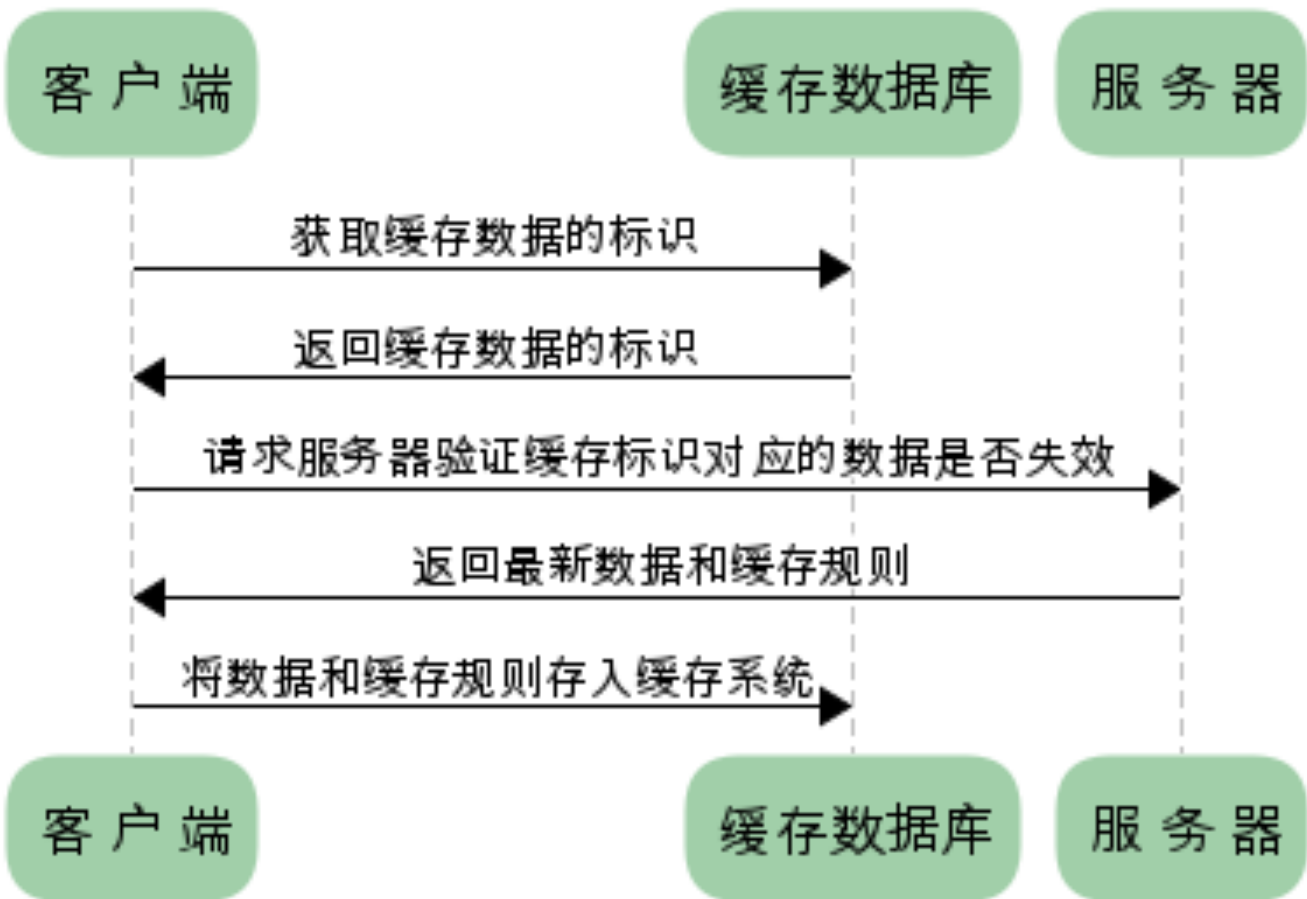 客户端
缓存数据库
服务器
获取缓存数据的标识
返回缓存数据的标识
请求服务器验证缓存标识对应的数据是否失效
返回最新数据和缓存规则
将数据和缓存规则存入缓存系统
客户端
缓存数据库
服务器